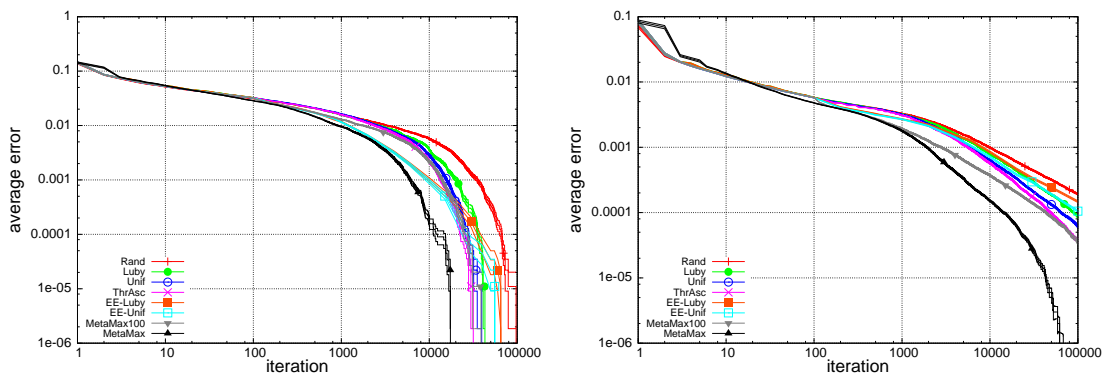 1
0.1
0.01
0.001
0.0001
1e-05
1e-06
1
10
100
1000
10000
100000
average error
iteration
Rand
Luby
Unif
ThrAsc
EE-Luby
EE-Unif
MetaMax100
MetaMax
0.1
0.01
0.001
0.0001
1e-05
1e-06
1
10
100
1000
10000
100000
average error
iteration
Rand
Luby
Unif
ThrAsc
EE-Luby
EE-Unif
MetaMax100
MetaMax